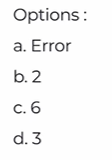 Options :
a. Error
b. 2
c. 6
d. 3